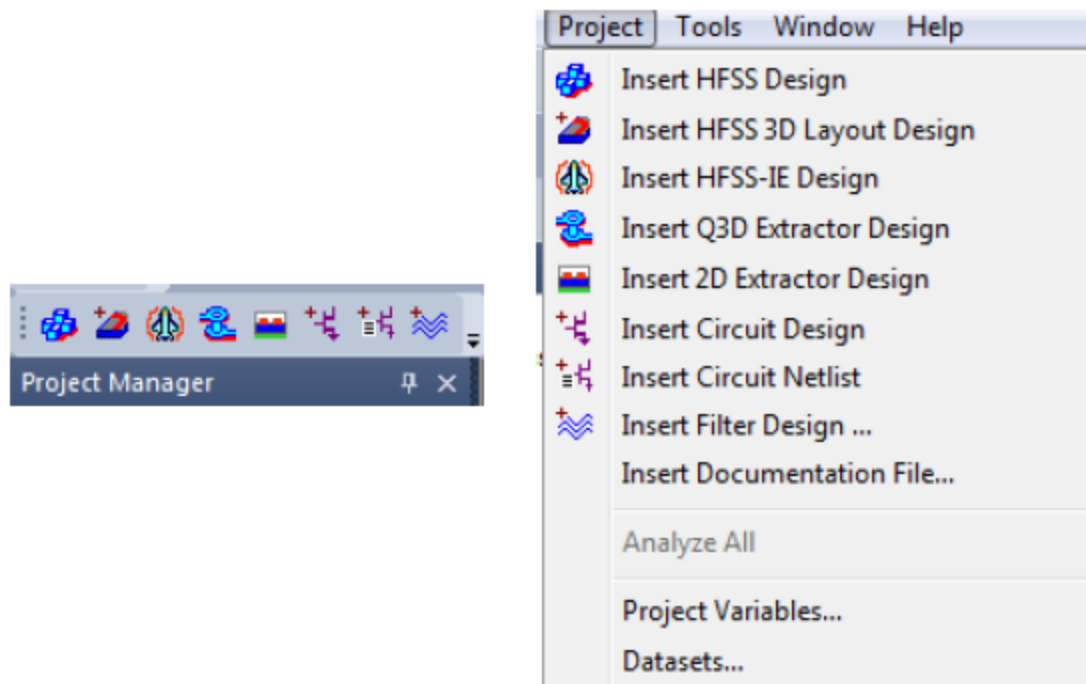 Project Manager
Project Tools Window Help
Insert HFSS Design
Insert HFSS 3D Layout Design
Insert HFSS-IE Design
Insert Q3D Extractor Design
Insert 2D Extractor Design
Insert Circuit Design
Insert Circuit Netlist
Insert Filter Design ...
Insert Documentation File...
Analyze All
Project Variables...
Datasets...